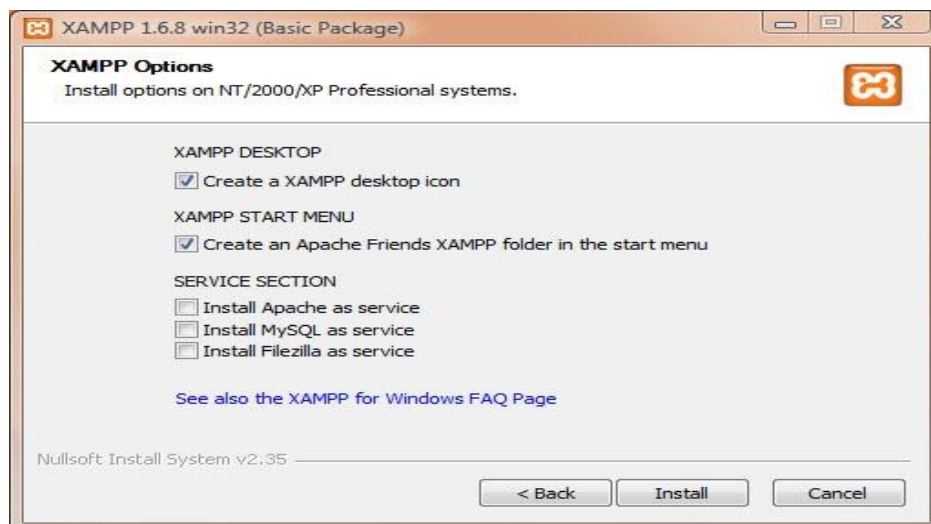 XAMPP 1.6.8 win32 (Basic Package)
XAMPP Options
Install options on NT/2000/XP Professional systems.
XAMPP DESKTOP
Create a XAMPP desktop icon
XAMPP START MENU
Create an Apache Friends XAMPP folder in the start menu
SERVICE SECTION
Install Apache as service
Install MySQL as service
Install Filezilla as service
See also the XAMPP for Windows FAQ Page
Nullsoft Install System v2.35
< Back
Install
Cancel